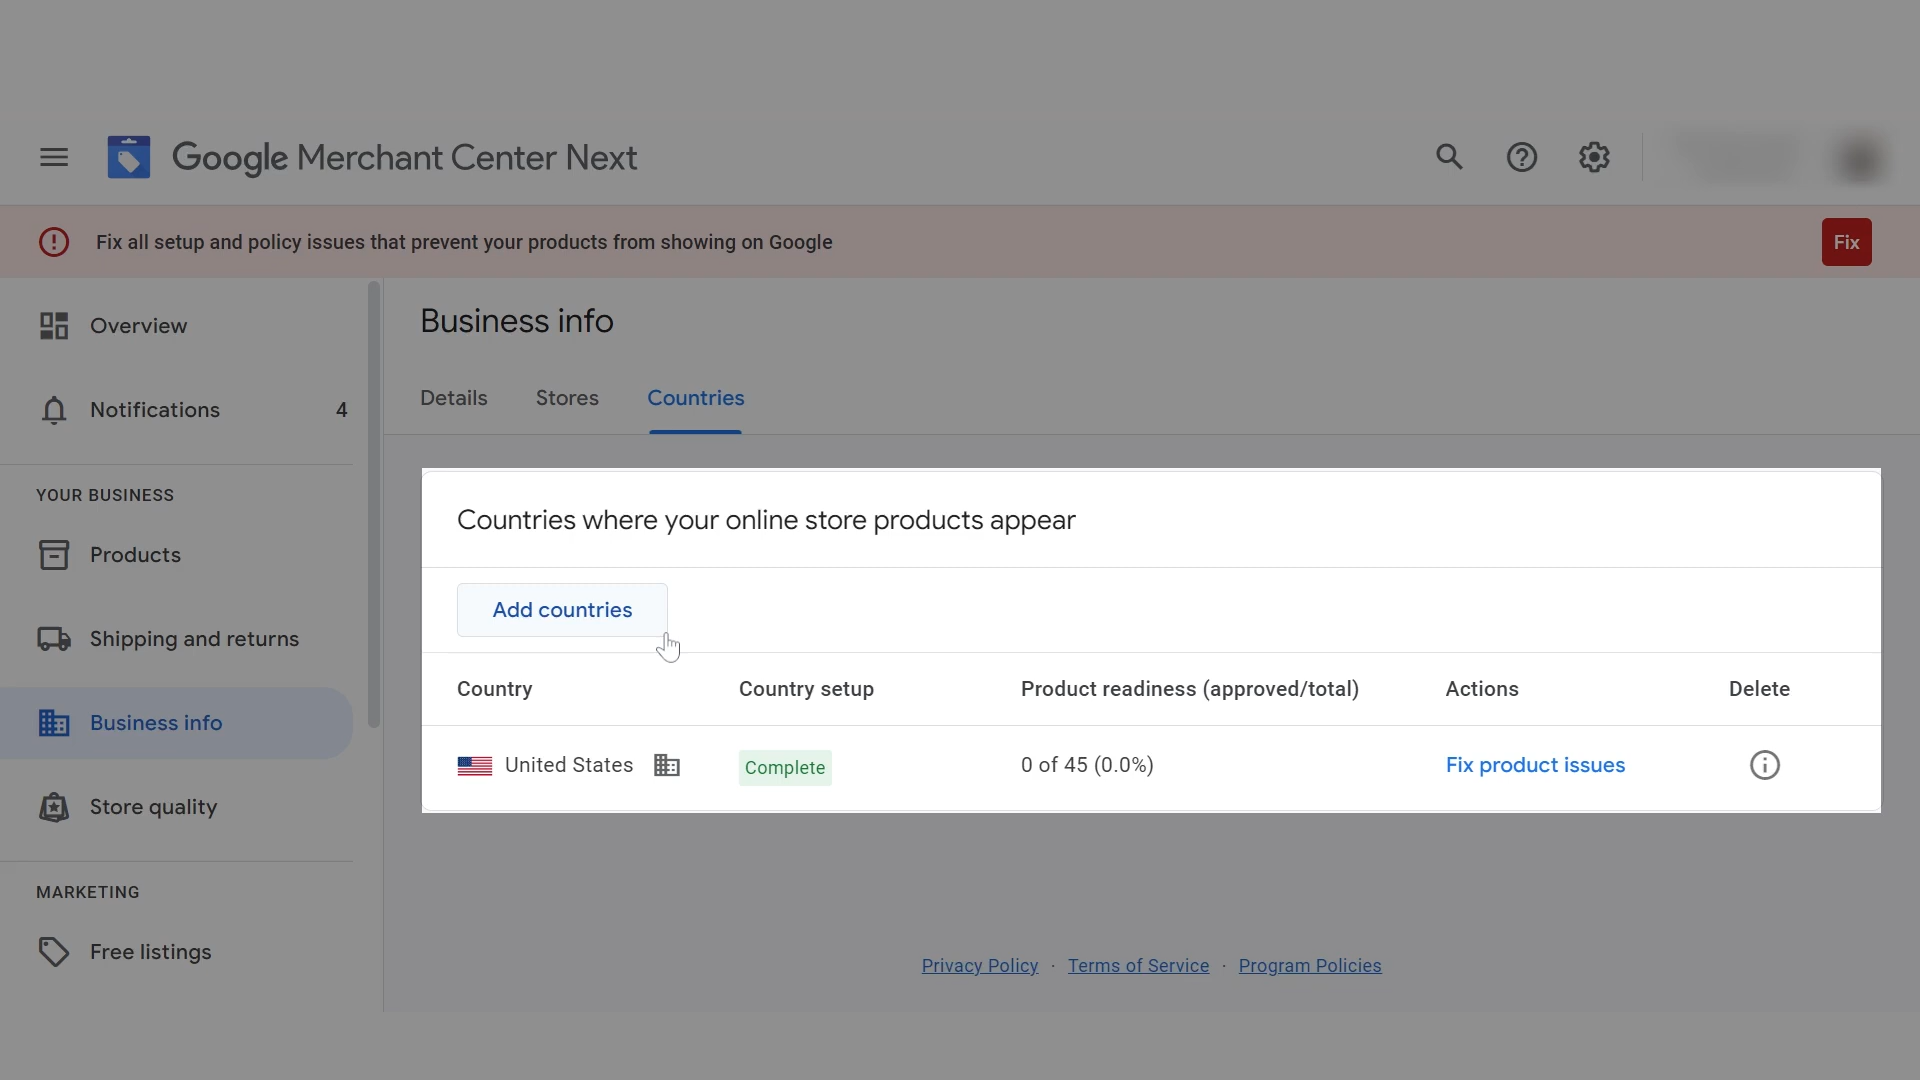 Google Merchant Center Next
Fix all setup and policy issues that prevent your products from showing on Google
Fix
Overview
Notifications 4
YOUR BUSINESS
Products
Shipping and returns
Business info
Store quality
MARKETING
Free listings
Business info
Details Stores Countries
Countries where your online store products appear
Add countries
Country Country setup Product readiness (approved/total) Actions Delete
United States Complete 0 of 45 (0.0%) Fix product issues
Privacy Policy · Terms of Service · Program Policies